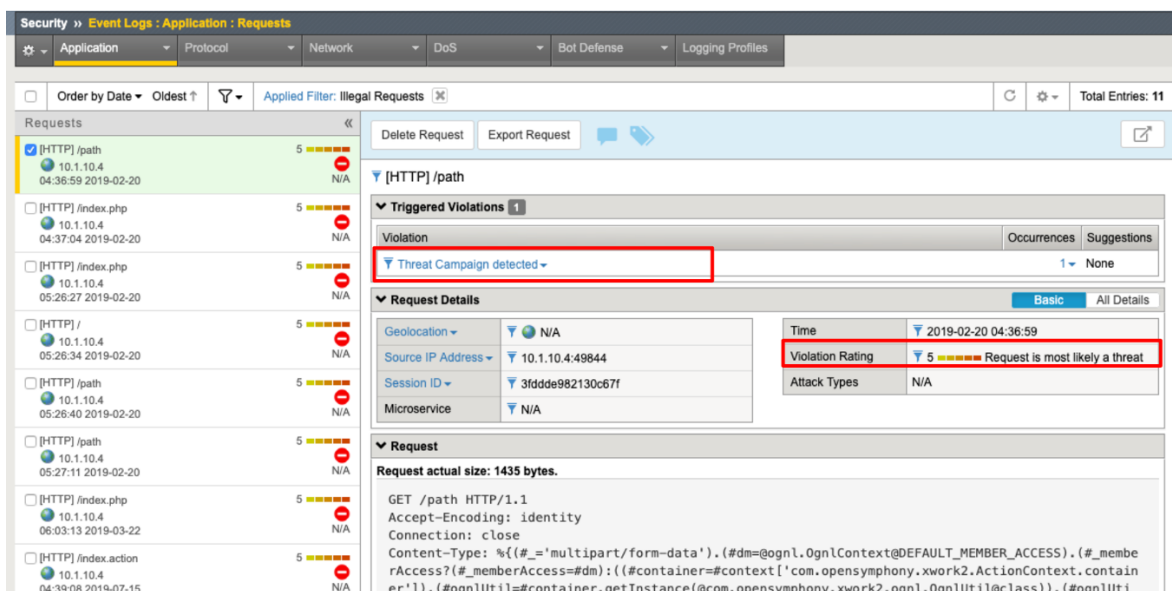 Security » Event Logs : Application : Requests
Application Protocol Network DoS Bot Defense Logging Profiles
Order by Date Oldest Applied Filter: Illegal Requests Total Entries: 11
Requests
[HTTP] /path 5
10.1.10.4
04:36:59 2019-02-20 N/A
[HTTP] /index.php 5
10.1.10.4
04:37:04 2019-02-20 N/A
[HTTP] /index.php 5
10.1.10.4
05:26:27 2019-02-20 N/A
[HTTP] / 5
10.1.10.4
05:26:34 2019-02-20 N/A
[HTTP] /path 5
10.1.10.4
05:26:40 2019-02-20 N/A
[HTTP] /path 5
10.1.10.4
05:27:11 2019-02-20 N/A
[HTTP] /index.php 5
10.1.10.4
06:03:13 2019-03-22 N/A
[HTTP] /index.action 5
10.1.10.4
04:39:08 2019-07-15 N/A
Delete Request Export Request
[HTTP] /path
Triggered Violations 1
Violation Occurrences Suggestions
Threat Campaign detected 1 None
Request Details Basic All Details
Geolocation N/A
Source IP Address 10.1.10.4:49844
Session ID 3fddde982130c67f
Microservice N/A
Time 2019-02-20 04:36:59
Violation Rating 5 Request is most likely a threat
Attack Types N/A
Request
Request actual size: 1435 bytes.
GET /path HTTP/1.1
Accept-Encoding: identity
Connection: close
Content-Type: %{(#_='multipart/form-data').(#dm=@ognl.OgnlContext@DEFAULT_MEMBER_ACCESS).(#_membe
rAccess?(#_memberAccess=#dm):((#container=#context['com.opensymphony.xwork2.ActionContext.contain
er']).(#ognlUtil=#container.getInstance(@com.opensymphony.xwork2.ognl.OgnlUtil@class)).(#ognlUti